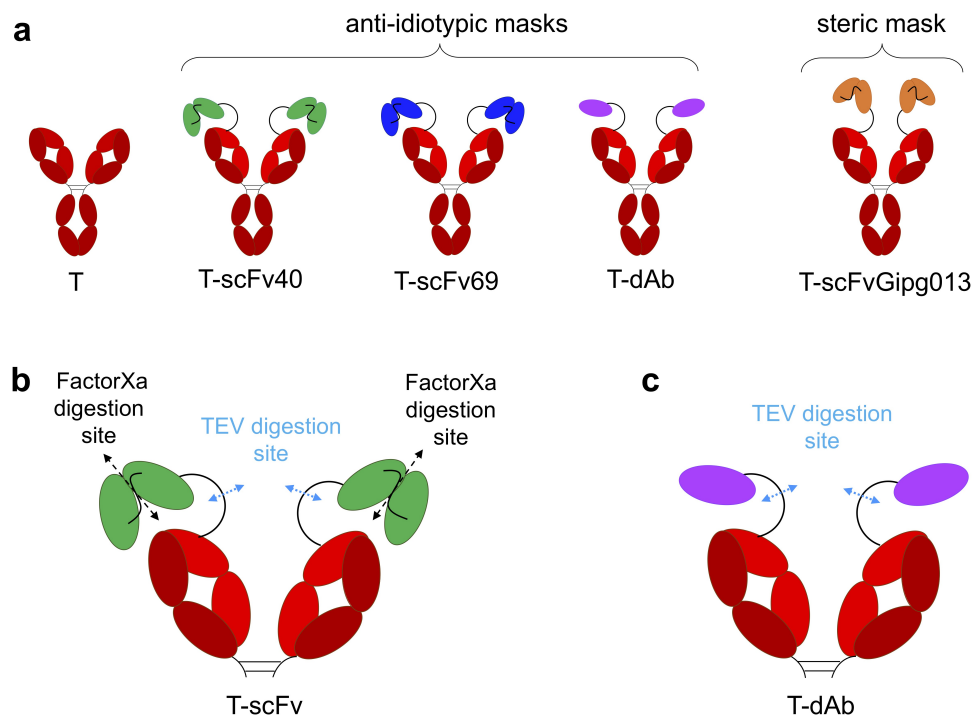 a
anti-idiotypic masks
steric mask
T
T-scFv40
T-scFv69
T-dAb
T-scFvGipg013
b
FactorXa
digestion
site
TEV digestion
site
FactorXa
digestion
site
T-scFv
c
TEV digestion
site
T-dAb